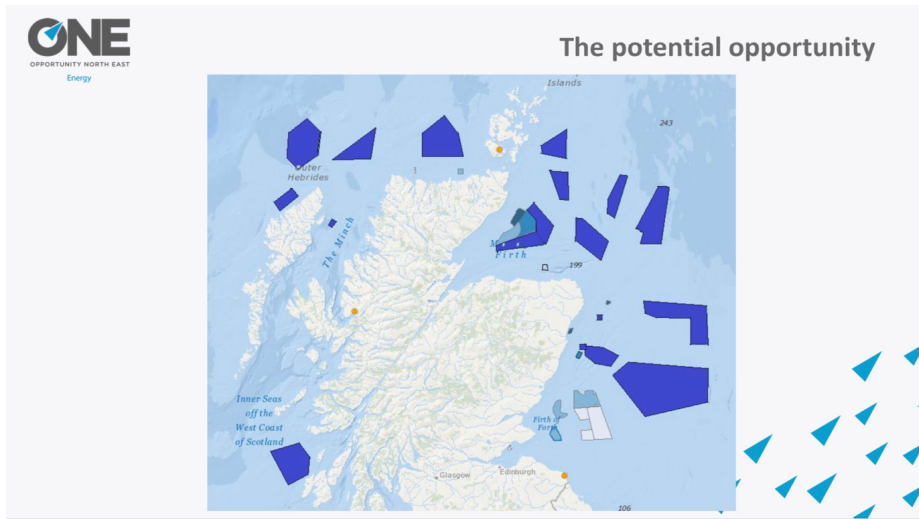 ONE
OPPORTUNITY NORTH EAST
Energy
The potential opportunity
Islands
243
Outer
Hebrides
The Minch
Firth
199
Inner Seas
off the
West Coast
of Scotland
Firth of
Forth
Glasgow
Edinburgh
106